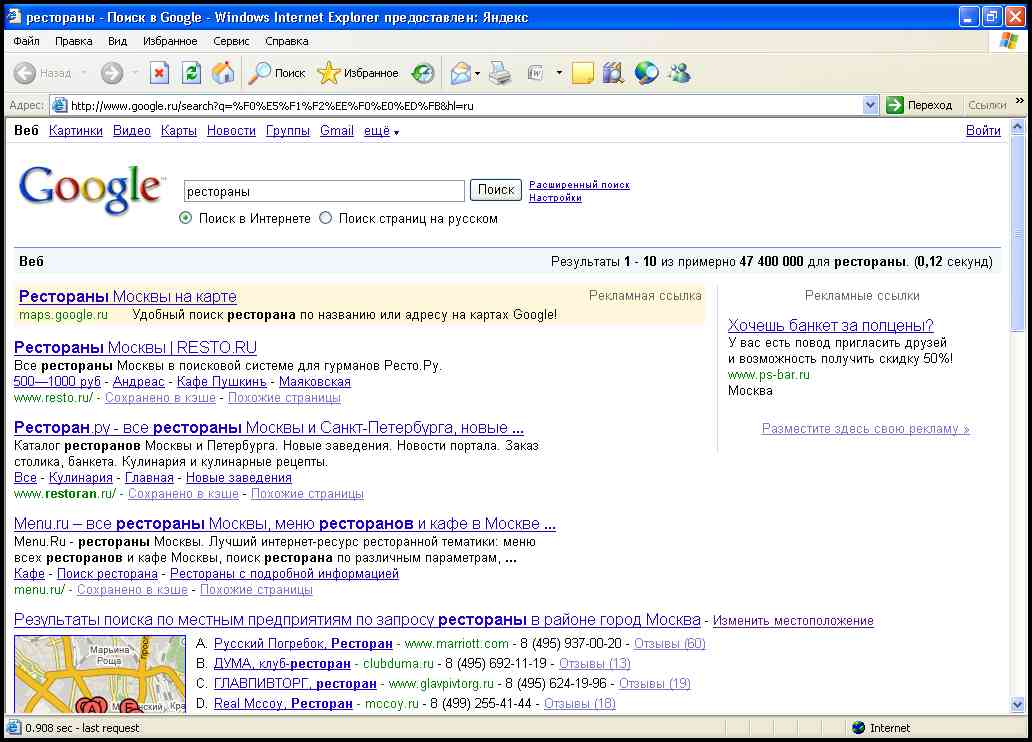 рестораны - Поиск в Google - Windows Internet Explorer предоставлен: Яндекс
Файл Правка Вид Избранное Сервис Справка
Назад Поиск Избранное
Адрес: http://www.google.ru/search?q=%F0%E5%F1%F2%EE%F0%E0%ED%FB&hl=ru Переход Ссылки »
Веб Картинки Видео Карты Новости Группы Gmail ещё Войти
Google™ рестораны Поиск Расширенный поиск
Настройки
Поиск в Интернете Поиск страниц на русском
Веб Результаты 1 - 10 из примерно 47 400 000 для рестораны. (0,12 секунд)
Рестораны Москвы на карте Рекламная ссылка
maps.google.ru Удобный поиск ресторана по названию или адресу на картах Google!
Рестораны Москвы | RESTO.RU
Все рестораны Москвы в поисковой системе для гурманов Ресто.Ру.
500—1000 руб - Андреас - Кафе Пушкинъ - Маяковская
www.resto.ru/ - Сохранено в кэше - Похожие страницы
Ресторан.ру - все рестораны Москвы и Санкт-Петербурга, новые ...
Каталог ресторанов Москвы и Петербурга. Новые заведения. Новости портала. Заказ
столика, банкета. Кулинария и кулинарные рецепты.
Все - Кулинария - Главная - Новые заведения
www.restoran.ru/ - Сохранено в кэше - Похожие страницы
Menu.ru – все рестораны Москвы, меню ресторанов и кафе в Москве ...
Menu.Ru - рестораны Москвы. Лучший интернет-ресурс ресторанной тематики: меню
всех ресторанов и кафе Москвы, поиск ресторана по различным параметрам, ...
Кафе - Поиск ресторана - Рестораны с подробной информацией
menu.ru/ - Сохранено в кэше - Похожие страницы
Рекламные ссылки
Хочешь банкет за полцены?
У вас есть повод пригласить друзей
и возможность получить скидку 50%!
www.ps-bar.ru
Москва
Разместите здесь свою рекламу »
Результаты поиска по местным предприятиям по запросу рестораны в районе город Москва - Изменить местоположение
Марьина
Роща
A. Русский Погребок, Ресторан - www.marriott.com - 8 (495) 937-00-20 - Отзывы (60)
B. ДУМА, клуб-ресторан - clubduma.ru - 8 (495) 692-11-19 - Отзывы (13)
C. ГЛАВПИВТОРГ, ресторан - www.glavpivtorg.ru - 8 (495) 624-19-96 - Отзывы (19)
D. Real Mccoy, Ресторан - mccoy.ru - 8 (499) 255-41-44 - Отзывы (18)
0.908 sec - last request Internet